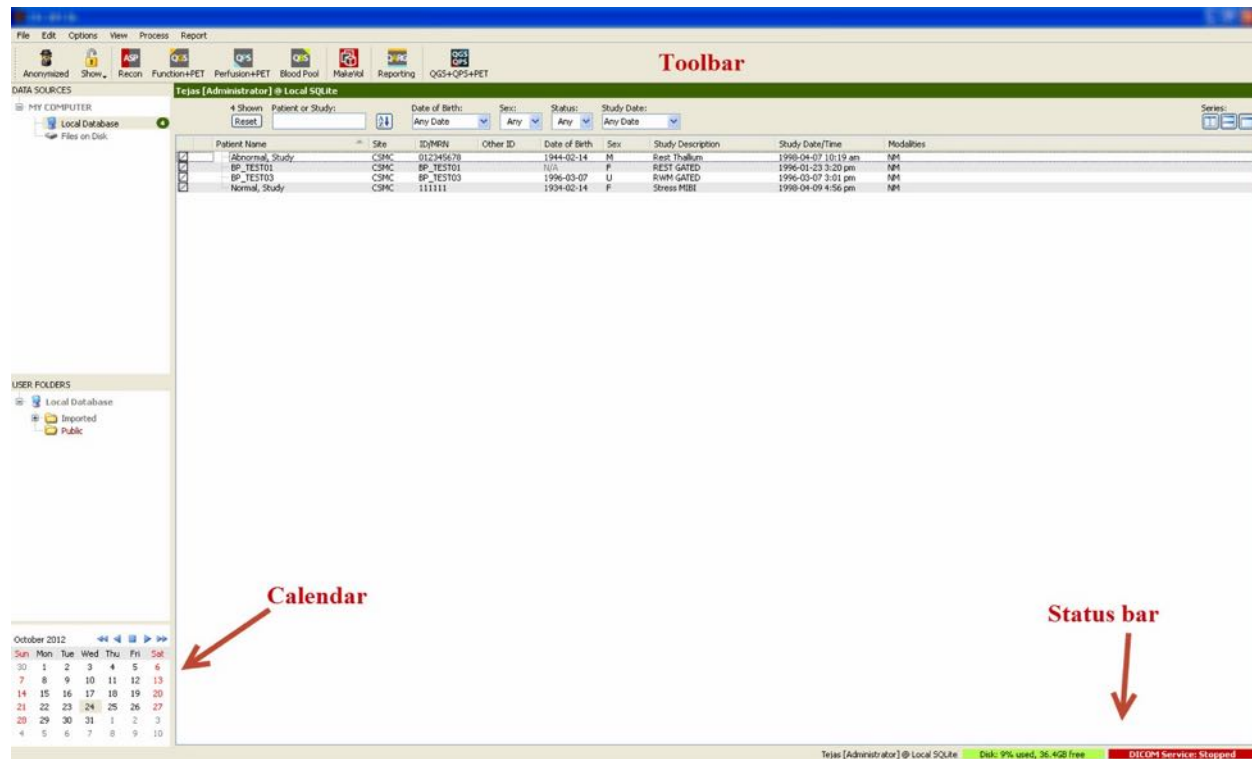 File Edit Options View Process Report
ASP QGS QPS QBS QGS QPS
Anonymized Show Recon Function+PET Perfusion+PET Blood Pool MakeVol Reporting QGS+QPS+PET
Toolbar
DATA SOURCES
Tejas [Administrator] @ Local SQLite
MY COMPUTER
Local Database 4
Files on Disk
4 Shown Patient or Study: Date of Birth: Sex: Status: Study Date: Series:
Reset Any Date Any Any Any Date
Patient Name Site ID/MRN Other ID Date of Birth Sex Study Description Study Date/Time Modalities
Abnormal, Study CSMC 012345678 1944-02-14 M Rest Thallium 1998-04-07 10:19 am NM
BP_TEST01 CSMC BP_TEST01 N/A F REST GATED 1996-01-23 3:20 pm NM
BP_TEST03 CSMC BP_TEST03 1996-03-07 U RWM GATED 1996-03-07 3:01 pm NM
Normal, Study CSMC 111111 1934-02-14 F Stress MIBI 1998-04-09 4:56 pm NM
USER FOLDERS
Local Database
Imported
Public
Calendar
Status bar
October 2012
Sun Mon Tue Wed Thu Fri Sat
30 1 2 3 4 5 6
7 8 9 10 11 12 13
14 15 16 17 18 19 20
21 22 23 24 25 26 27
28 29 30 31 1 2 3
4 5 6 7 8 9 10
Tejas [Administrator] @ Local SQLite Disk: 9% used, 36.4GB free DICOM Service: Stopped